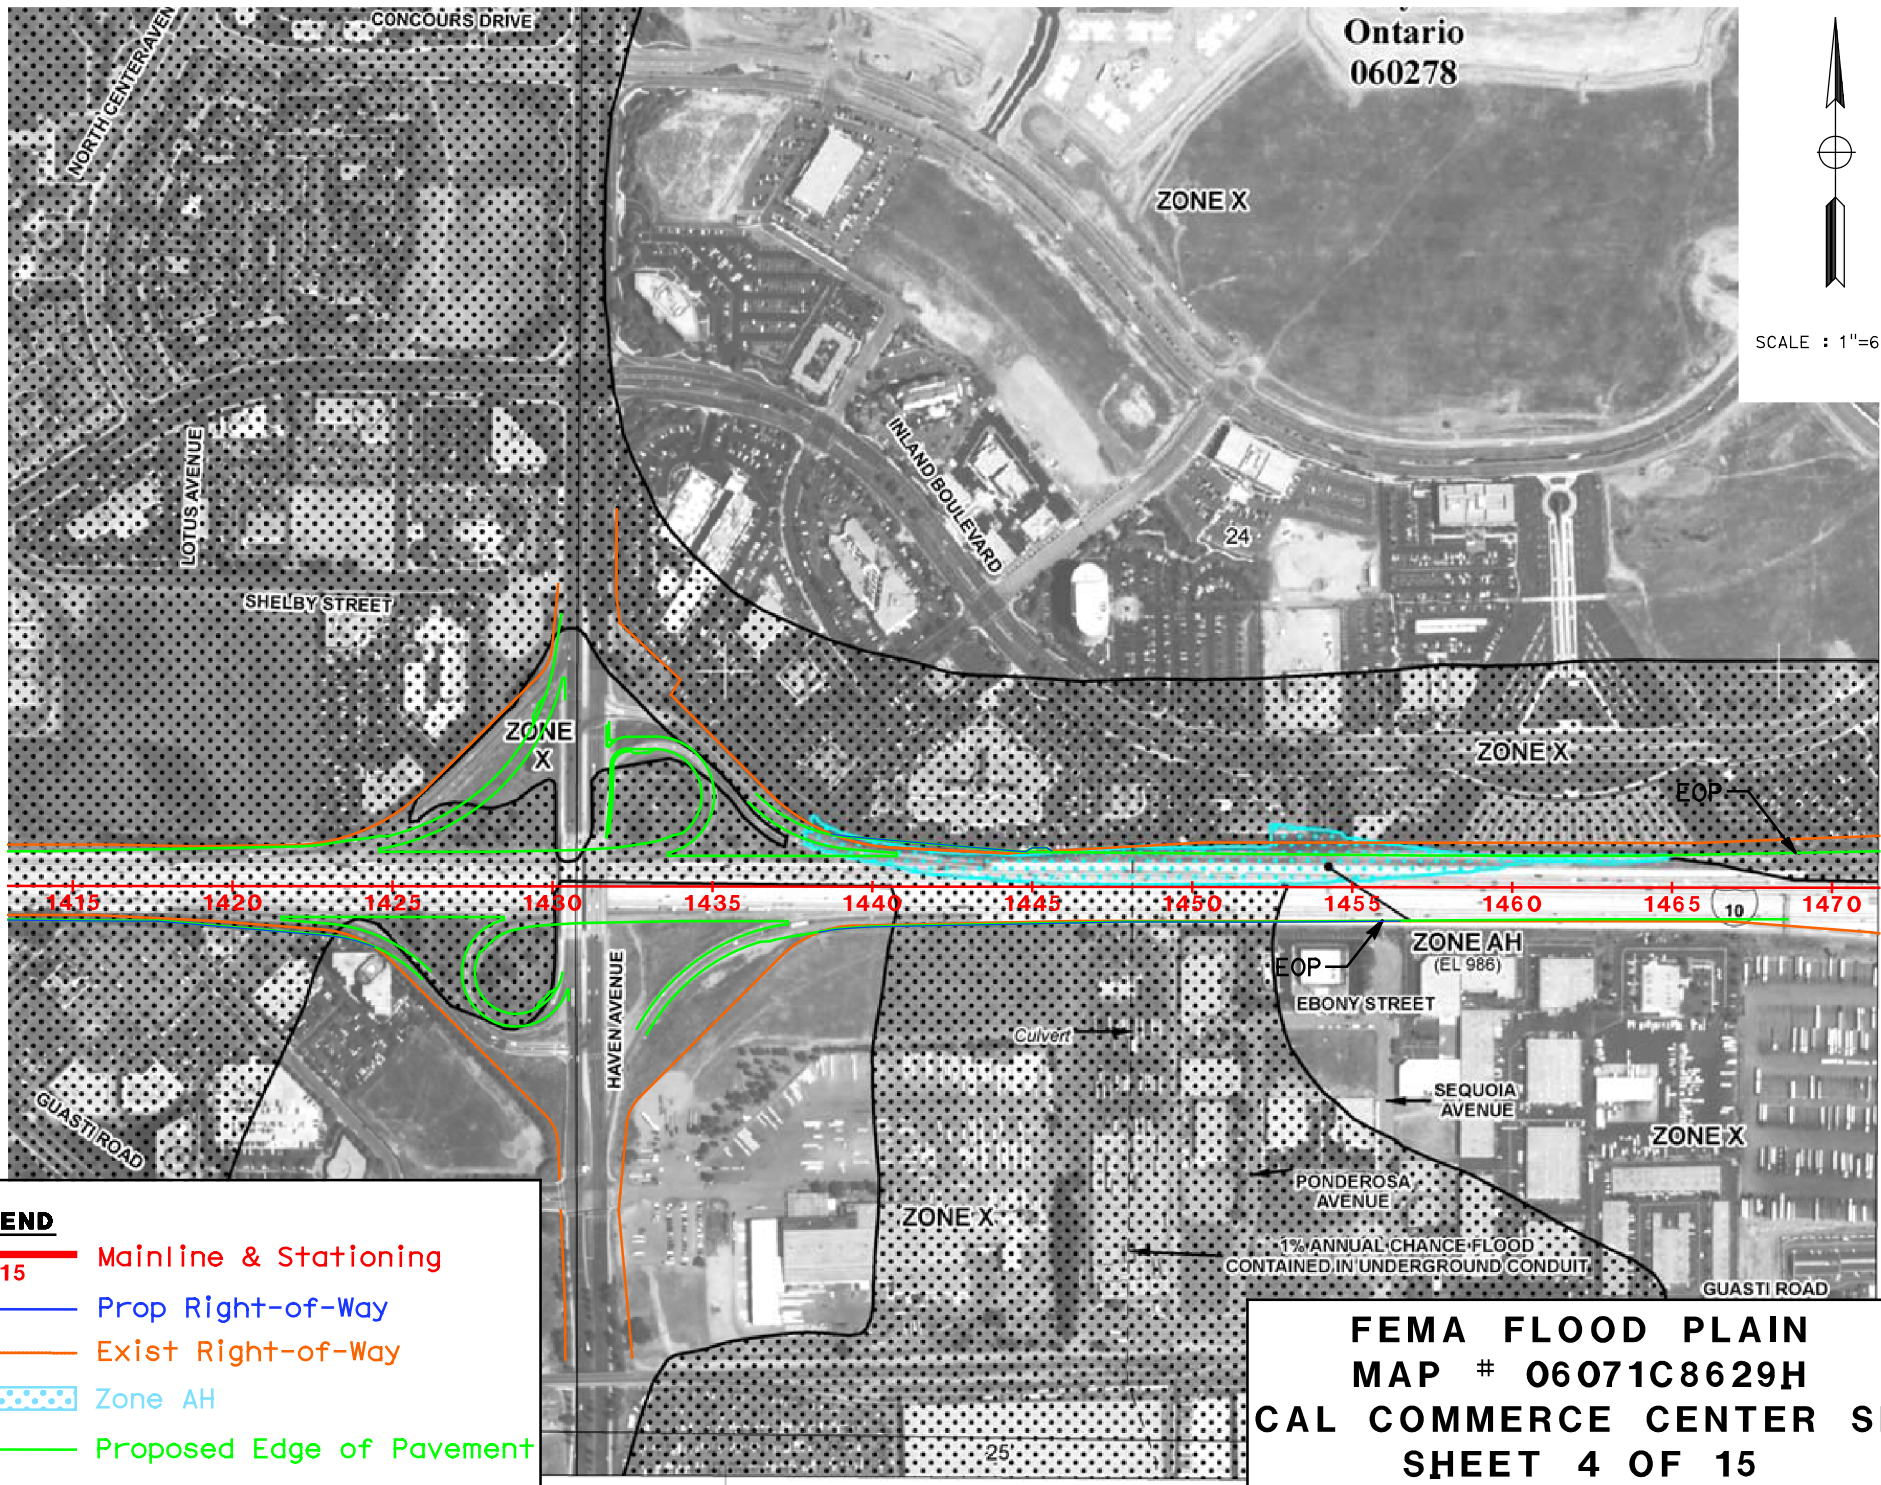 CONCOURS DRIVE
NORTH CENTER AVEN
Ontario
060278
ZONE X
SCALE : 1"=6
LOTUS AVENUE
INLAND BOULEVARD
24
SHELBY STREET
ZONE
X
ZONE X
EOP
1415 1420 1425 1430 1435 1440 1445 1450 1455 1460 1465 1470
10
ZONE AH
(EL 986)
EOP
EBONY STREET
HAVEN AVENUE
Culvert
SEQUOIA
AVENUE
ZONE X
GUASTI ROAD
PONDEROSA
AVENUE
ZONE X
1% ANNUAL CHANCE FLOOD
CONTAINED IN UNDERGROUND CONDUIT
GUASTI ROAD
25
END
Mainline & Stationing
15
Prop Right-of-Way
Exist Right-of-Way
Zone AH
Proposed Edge of Pavement
FEMA FLOOD PLAIN
MAP # 06071C8629H
CAL COMMERCE CENTER S
SHEET 4 OF 15